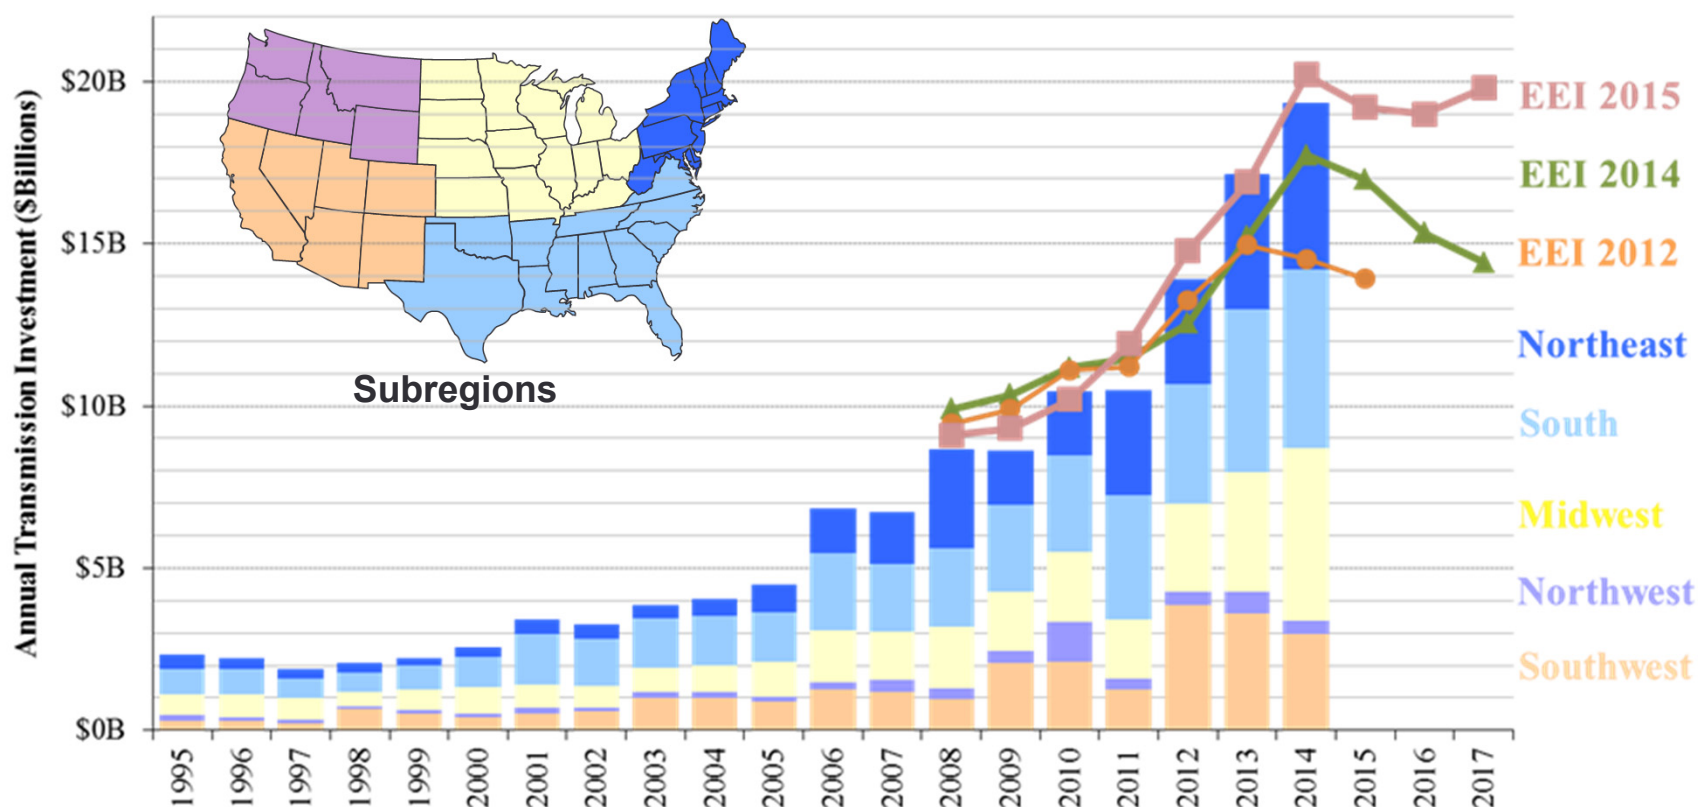 Annual Transmission Investment ($Billions)
$20B
$15B
$10B
$5B
$0B
Subregions
EEI 2015
EEI 2014
EEI 2012
Northeast
South
Midwest
Northwest
Southwest
1995
1996
1997
1998
1999
2000
2001
2002
2003
2004
2005
2006
2007
2008
2009
2010
2011
2012
2013
2014
2015
2016
2017